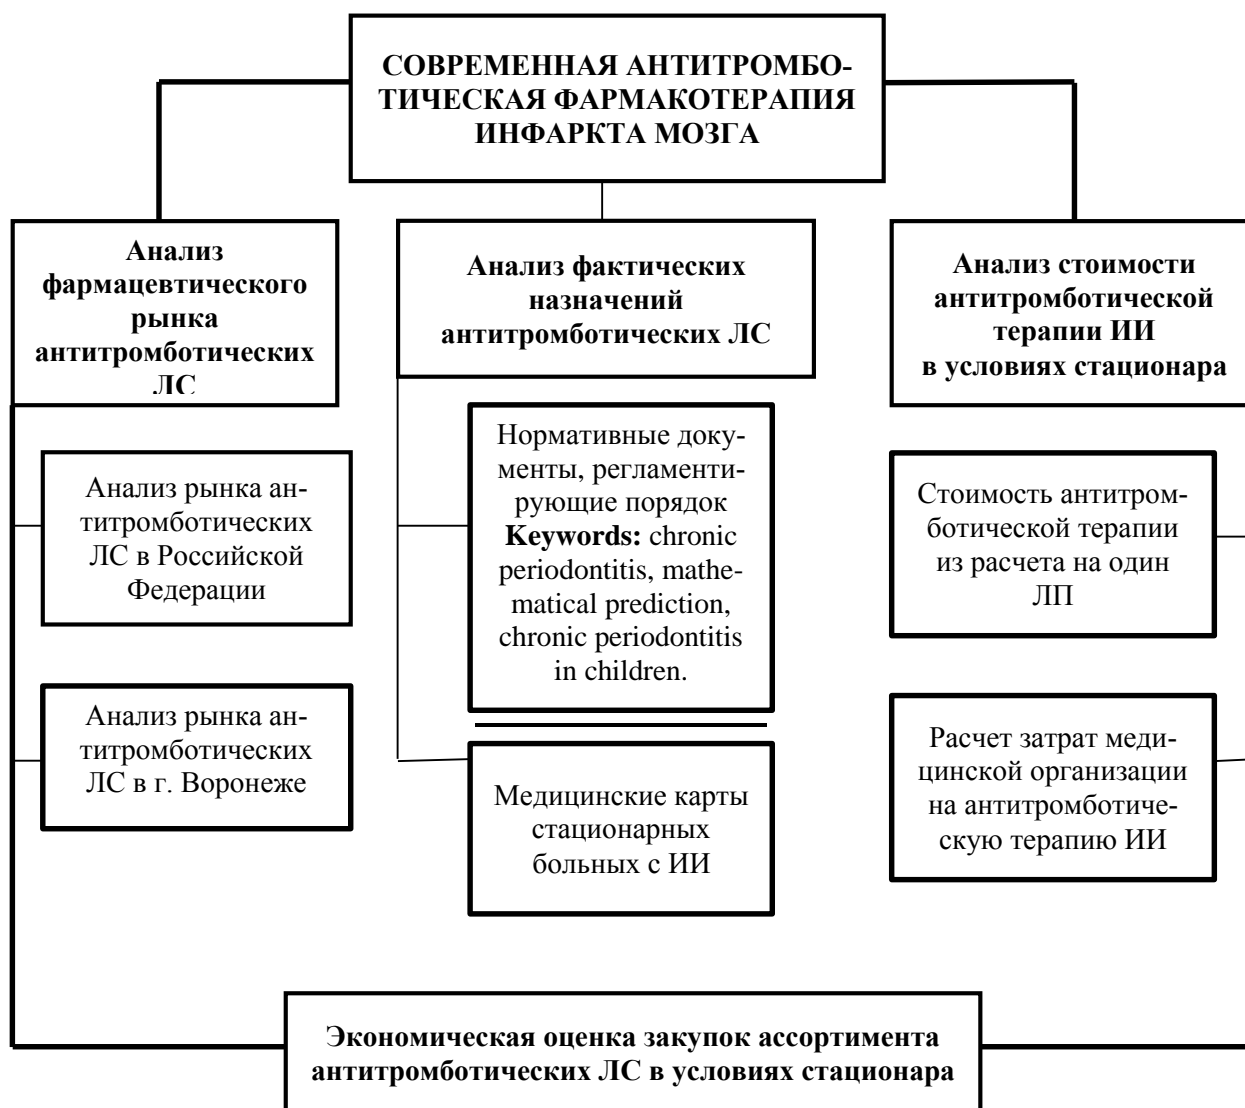 СОВРЕМЕННАЯ АНТИТРОМБО-
ТИЧЕСКАЯ ФАРМАКОТЕРАПИЯ
ИНФАРКТА МОЗГА
Анализ
фармацевтического
рынка
антитромботических
ЛС
Анализ рынка ан-
титромботических
ЛС в Российской
Федерации
Анализ рынка ан-
титромботических
ЛС в г. Воронеже
Анализ фактических
назначений
антитромботических ЛС
Нормативные доку-
менты, регламенти-
рующие порядок
Keywords: chronic
periodontitis, mathe-
matical prediction,
chronic periodontitis
in children.
Медицинские карты
стационарных
больных с ИИ
Анализ стоимости
антитромботической
терапии ИИ
в условиях стационара
Стоимость антитром-
ботической терапии
из расчета на один
ЛП
Расчет затрат меди-
цинской организации
на антитромботиче-
скую терапию ИИ
Экономическая оценка закупок ассортимента
антитромботических ЛС в условиях стационара